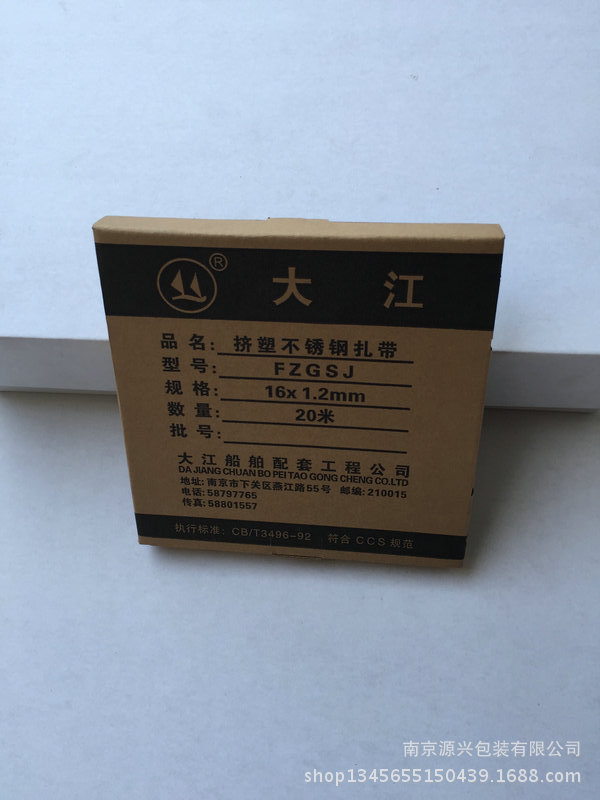 ® 大 江
品 名: 挤塑不锈钢扎带
型 号: FZGSJ
规 格: 16x 1.2mm
数 量: 20米
批 号:
大江船舶配套工程公司
DA JIANG CHUAN BO PEI TAO GONG CHENG CO.LTD
地址: 南京市下关区燕江路55号 邮编: 210015
电话: 58797765
传真: 58801557
执行标准: CB/T3496-92 符合 CCS 规范
南京源兴包装有限公司
shop1345655150439.1688.com